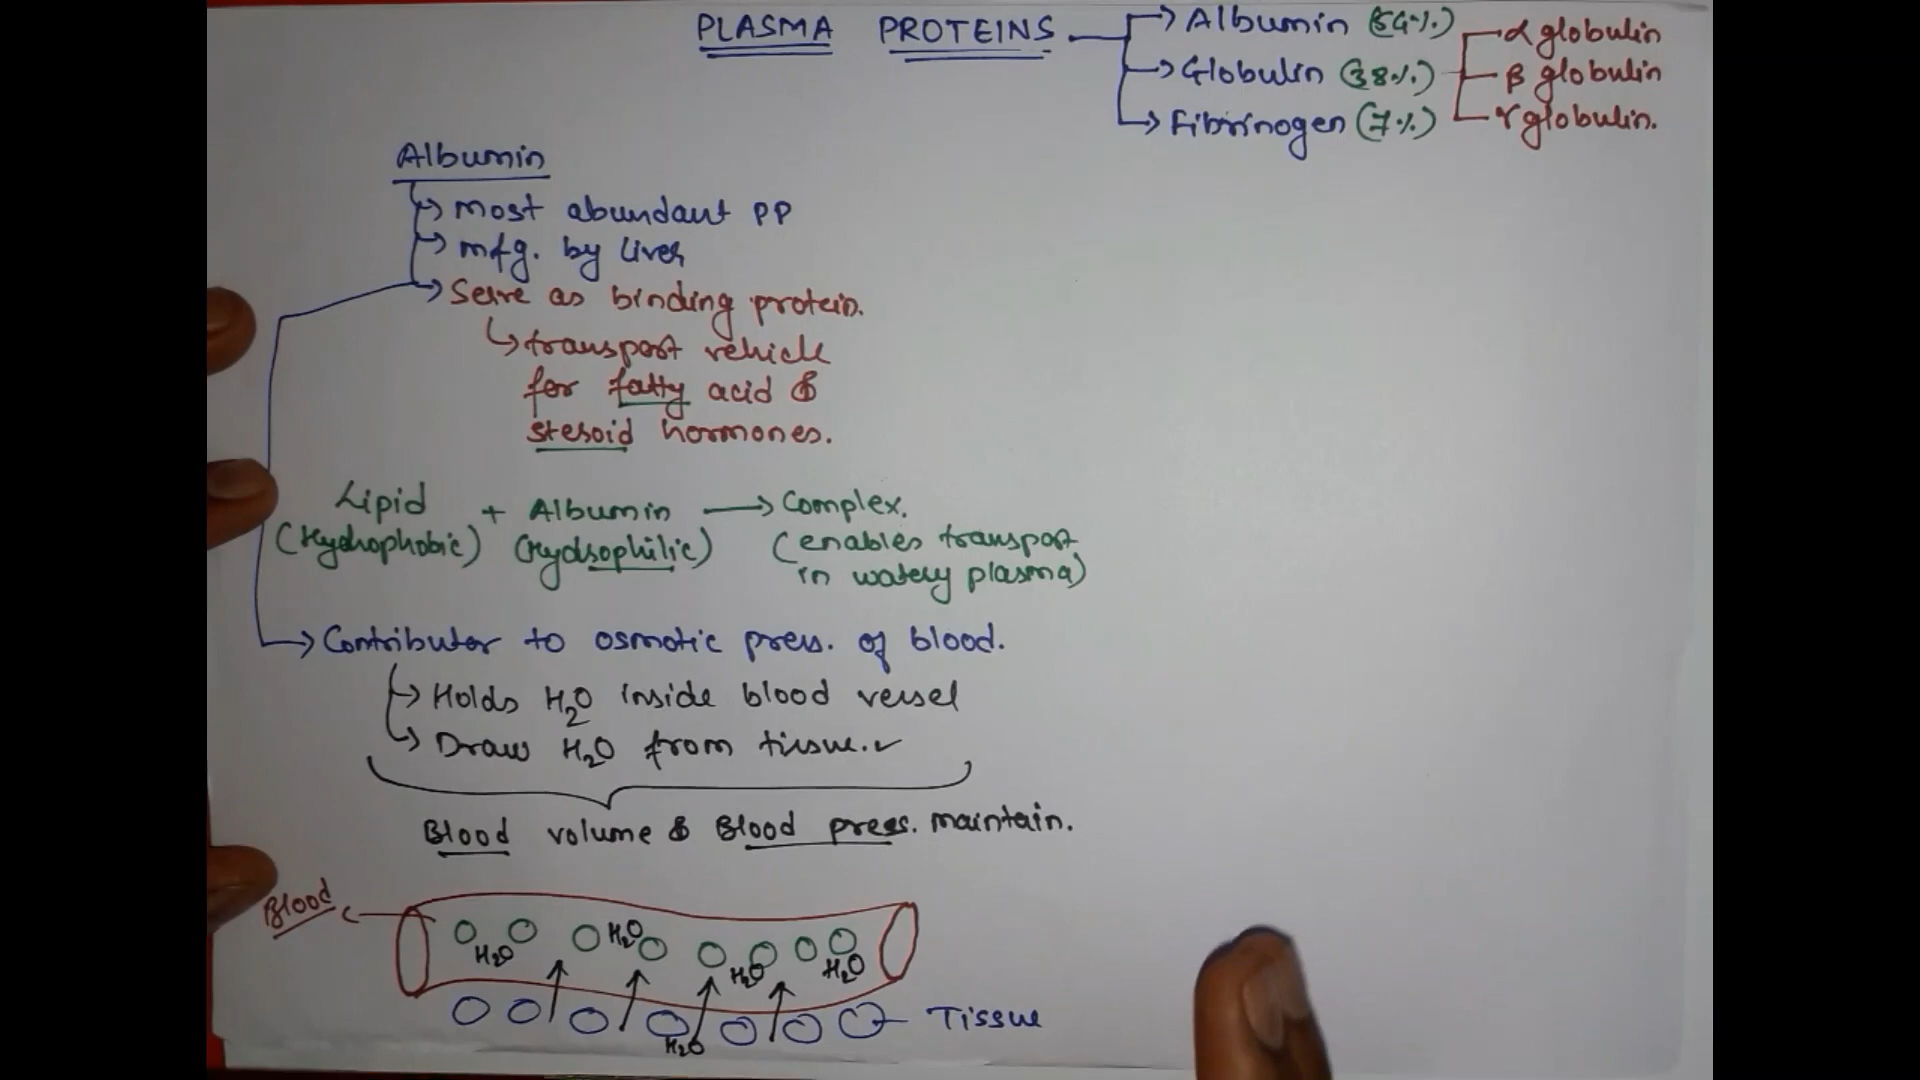 PLASMA PROTEINS
Albumin (54%)
Globulin (38%)
Fibrinogen (7%)
α globulin
β globulin
γ globulin.
Albumin
most abundant PP
mfg. by liver
Serve as binding protein.
transport vehicle
for fatty acid &
steroid hormones.
Lipid + Albumin → Complex.
(Hydrophobic) (Hydrophilic) (enables transport
in watery plasma)
Contributor to osmotic press. of blood.
Holds H₂O inside blood vessel
Draw H₂O from tissue.
Blood volume & Blood press. maintain.
Blood
H₂O H₂O H₂O H₂O
Tissue
H₂O